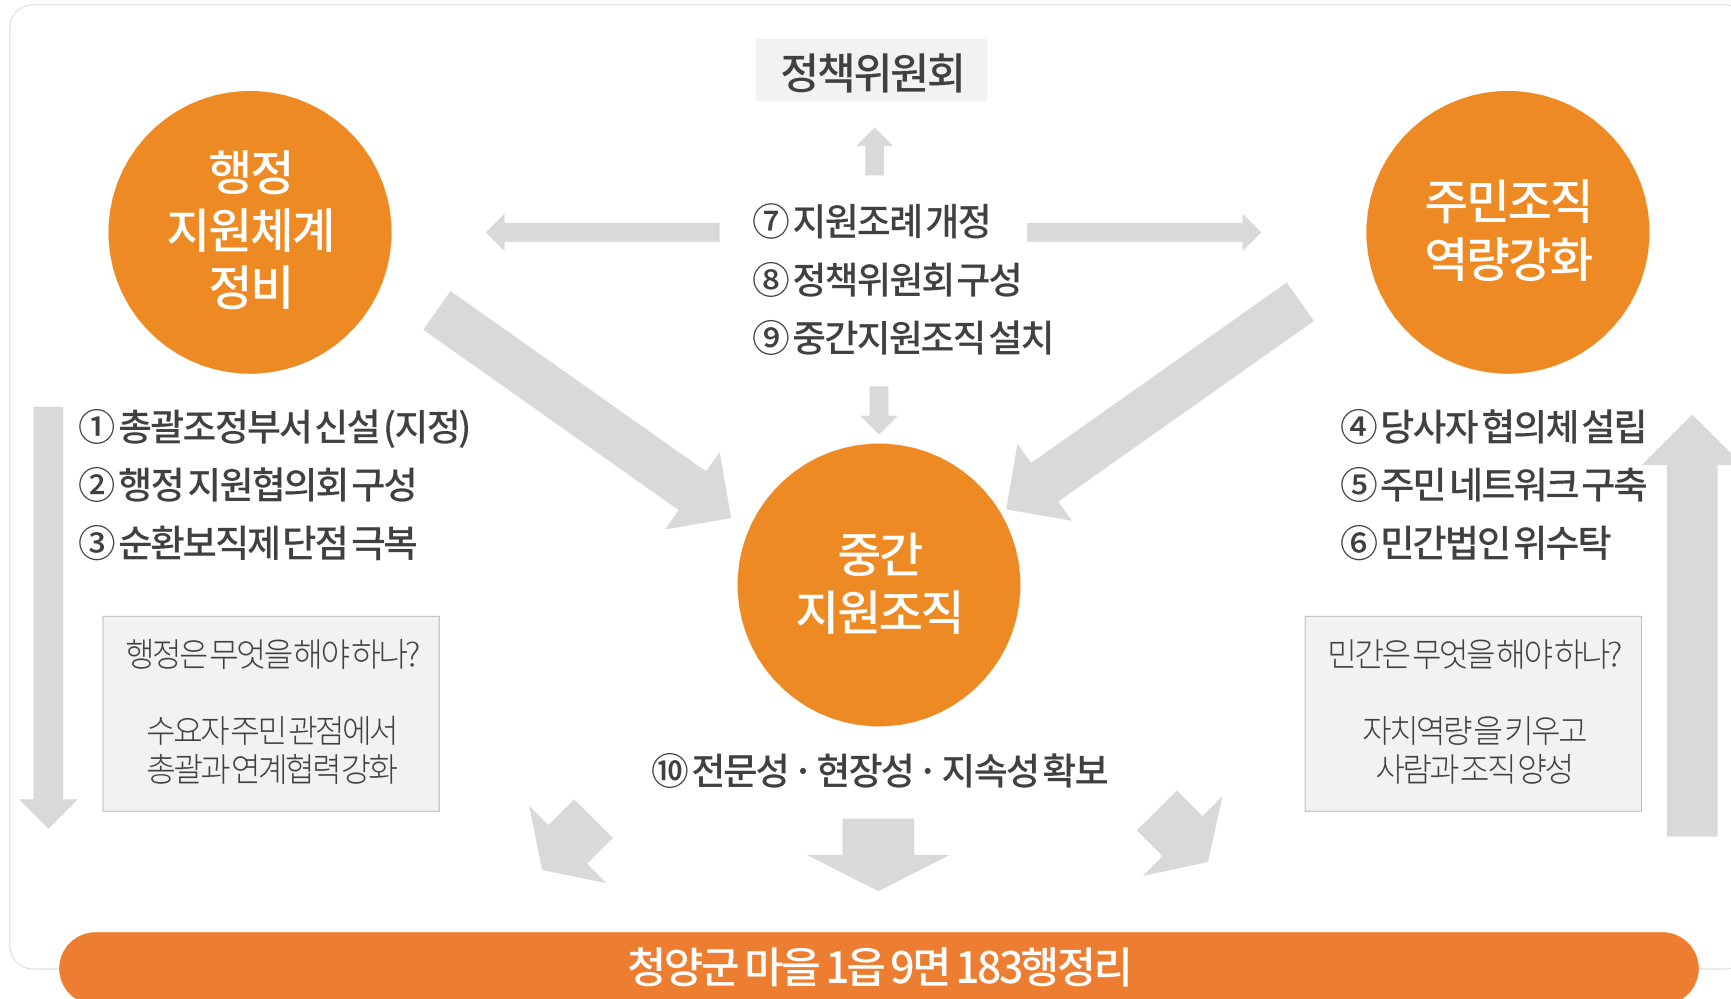 정책위원회
행정
지원체계
정비
⑦ 지원조례 개정
⑧ 정책위원회 구성
⑨ 중간지원조직 설치
주민조직
역량강화
① 총괄조정부서 신설 (지정)
② 행정 지원협의회 구성
③ 순환보직제 단점 극복
④ 당사자 협의체 설립
⑤ 주민 네트워크 구축
⑥ 민간법인 위수탁
중간
지원조직
행정은 무엇을 해야 하나?
수요자 주민 관점에서
총괄과 연계협력 강화
민간은 무엇을 해야 하나?
자치역량을 키우고
사람과 조직 양성
⑩ 전문성 · 현장성 · 지속성 확보
청양군 마을 1읍 9면 183행정리